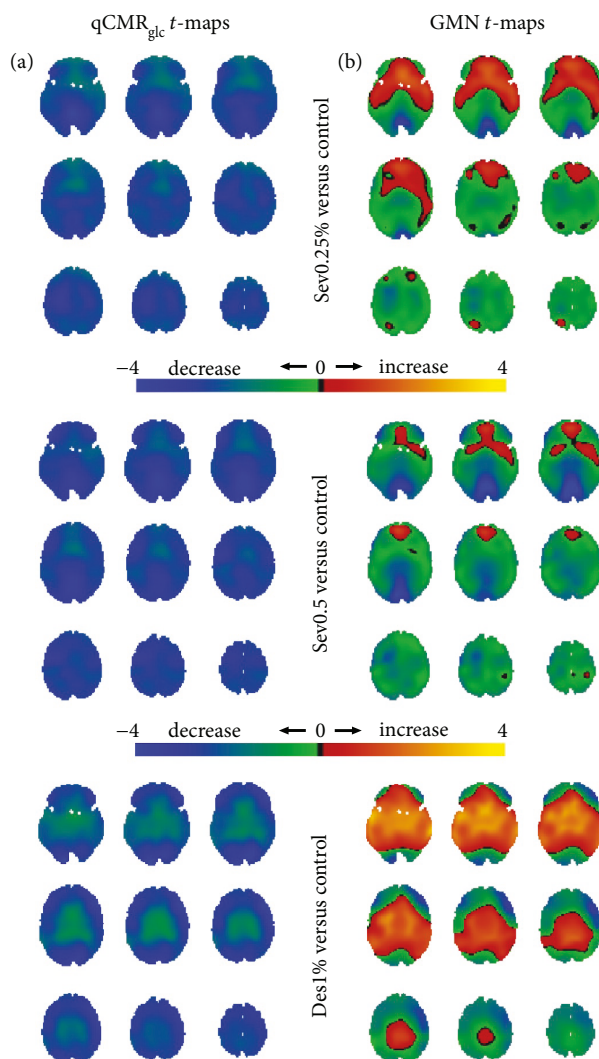 qCMRglc t-maps
GMN t-maps
(a)
(b)
Sev0.25% versus control
−4 decrease 0 increase 4
Sev0.5 versus control
−4 decrease 0 increase 4
Des1% versus control